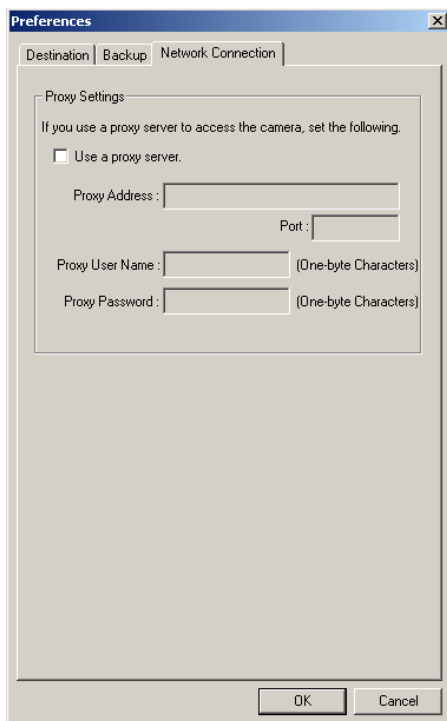 Preferences
Destination Backup Network Connection
Proxy Settings
If you use a proxy server to access the camera, set the following.
Use a proxy server.
Proxy Address :
Port :
Proxy User Name : (One-byte Characters)
Proxy Password : (One-byte Characters)
OK Cancel